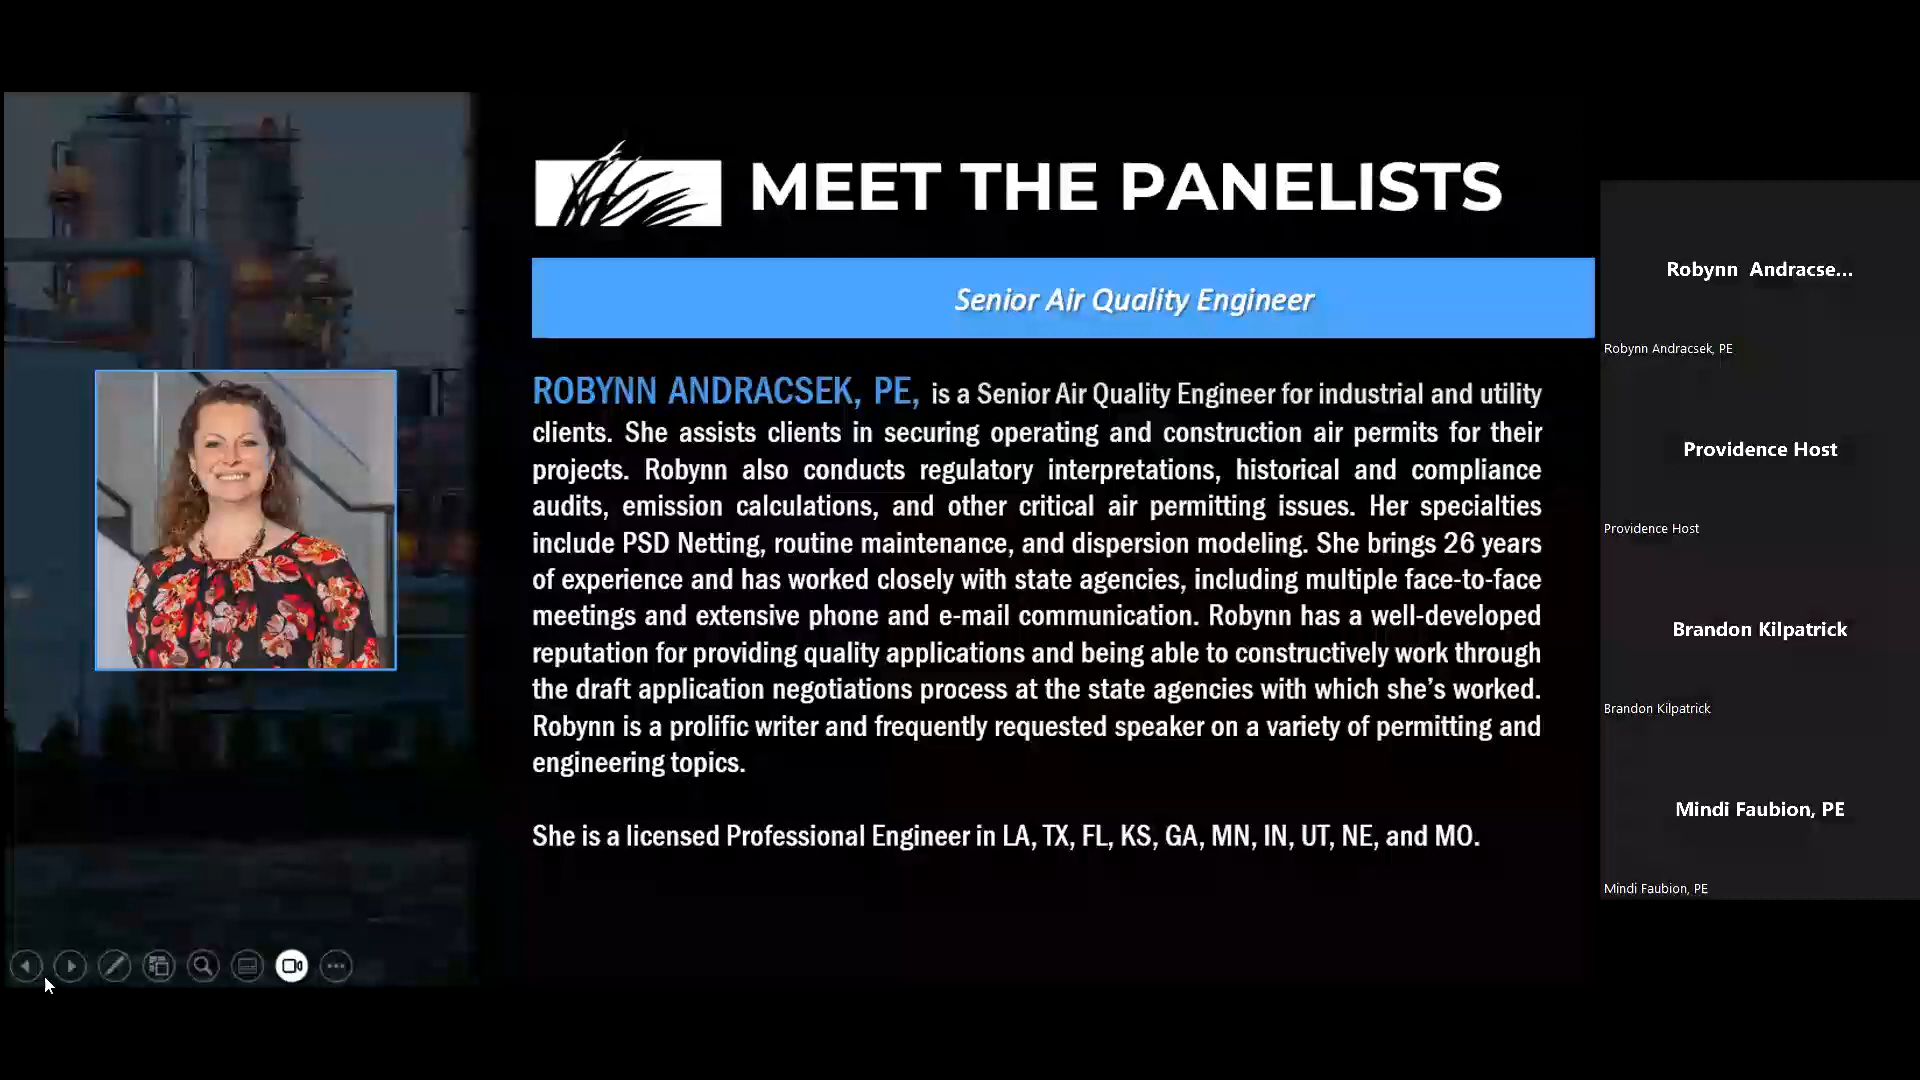 MEET THE PANELISTS
Senior Air Quality Engineer
ROBYNN ANDRACSEK, PE, is a Senior Air Quality Engineer for industrial and utility
clients. She assists clients in securing operating and construction air permits for their
projects. Robynn also conducts regulatory interpretations, historical and compliance
audits, emission calculations, and other critical air permitting issues. Her specialties
include PSD Netting, routine maintenance, and dispersion modeling. She brings 26 years
of experience and has worked closely with state agencies, including multiple face-to-face
meetings and extensive phone and e-mail communication. Robynn has a well-developed
reputation for providing quality applications and being able to constructively work through
the draft application negotiations process at the state agencies with which she’s worked.
Robynn is a prolific writer and frequently requested speaker on a variety of permitting and
engineering topics.
She is a licensed Professional Engineer in LA, TX, FL, KS, GA, MN, IN, UT, NE, and MO.
Robynn Andracse...
Robynn Andracsek, PE
Providence Host
Providence Host
Brandon Kilpatrick
Brandon Kilpatrick
Mindi Faubion, PE
Mindi Faubion, PE